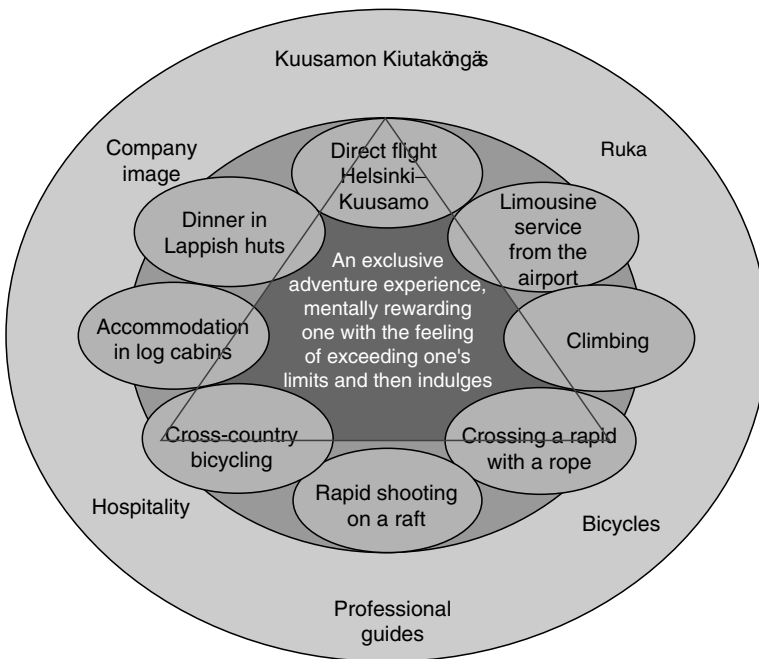 Kuusamon Kiutaköngäs
Company
image
Ruka
Direct flight
Helsinki–
Kuusamo
Dinner in
Lappish huts
Limousine
service
from the
airport
An exclusive
adventure experience,
mentally rewarding
one with the feeling
of exceeding one's
limits and then indulges
Accommodation
in log cabins
Climbing
Cross-country
bicycling
Crossing a rapid
with a rope
Rapid shooting
on a raft
Hospitality
Bicycles
Professional
guides